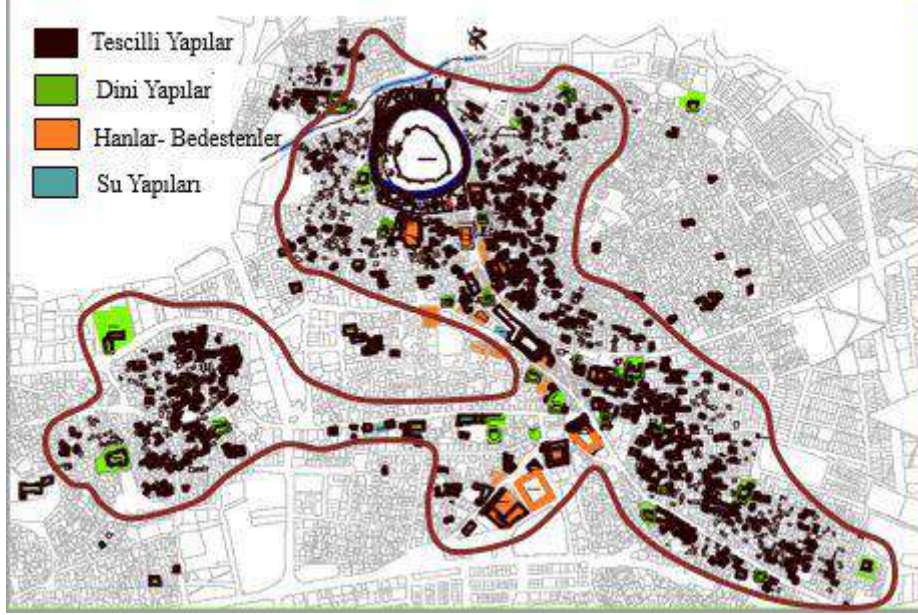 Tescilli Yapılar
Dini Yapılar
Hanlar- Bedestenler
Su Yapıları